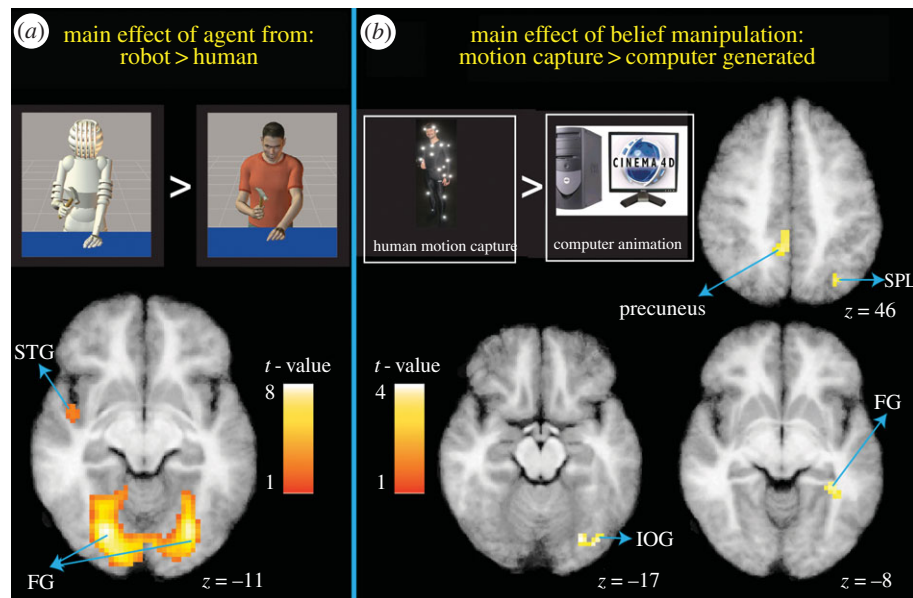 (a)
main effect of agent from:
robot > human
>
STG
t - value
8
1
FG
z = –11
(b)
main effect of belief manipulation:
motion capture > computer generated
human motion capture
>
CINEMA 4D
computer animation
precuneus
SPL
z = 46
t - value
4
1
IOG
z = –17
FG
z = –8